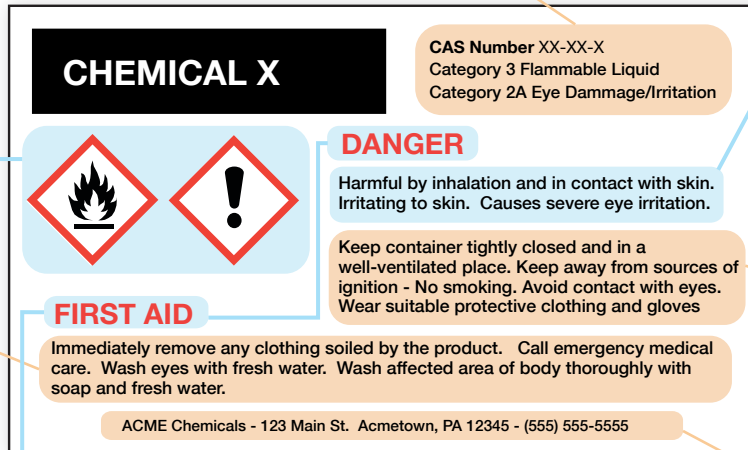 CHEMICAL X
CAS Number XX-XX-X
Category 3 Flammable Liquid
Category 2A Eye Dammage/Irritation
DANGER
Harmful by inhalation and in contact with skin.
Irritating to skin.  Causes severe eye irritation.
Keep container tightly closed and in a
well-ventilated place. Keep away from sources of
ignition - No smoking. Avoid contact with eyes.
Wear suitable protective clothing and gloves
FIRST AID
Immediately remove any clothing soiled by the product.   Call emergency medical
care.  Wash eyes with fresh water.  Wash affected area of body thoroughly with
soap and fresh water.
ACME Chemicals - 123 Main St.  Acmetown, PA 12345 - (555) 555-5555